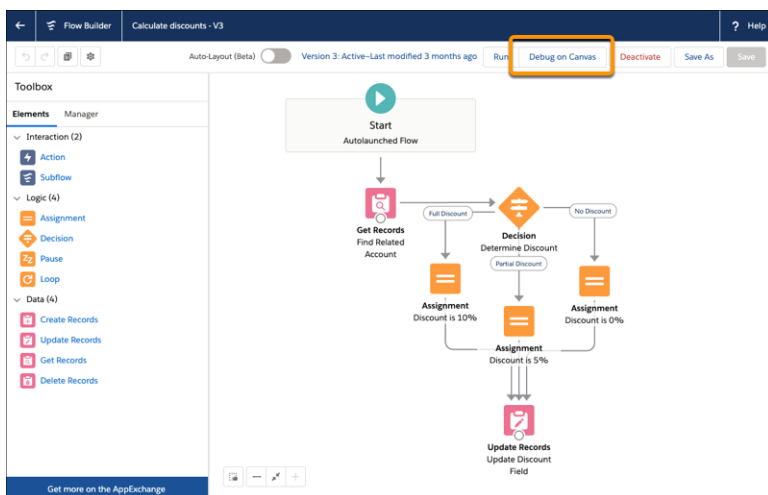 Flow Builder
Calculate discounts - V3
? Help
Auto-Layout (Beta)
Version 3: Active–Last modified 3 months ago
Run
Debug on Canvas
Deactivate
Save As
Save
Toolbox
Elements
Manager
Interaction (2)
Action
Subflow
Logic (4)
Assignment
Decision
Pause
Loop
Data (4)
Create Records
Update Records
Get Records
Delete Records
Get more on the AppExchange
Start
Autolaunched Flow
Get Records
Find Related
Account
Full Discount
Decision
Determine Discount
No Discount
Partial Discount
Assignment
Discount is 10%
Assignment
Discount is 5%
Assignment
Discount is 0%
Update Records
Update Discount
Field